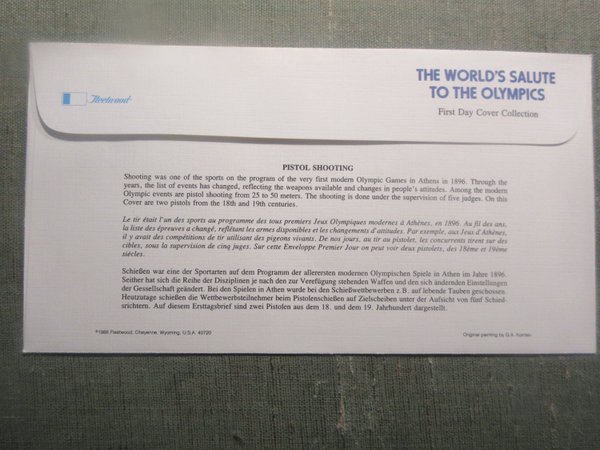 THE WORLD'S SALUTE
TO THE OLYMPICS
First Day Cover Collection
Fleetwood
PISTOL SHOOTING
Shooting was one of the sports on the program of the very first modern Olympic Games in Athens in 1896. Through the
years, the list of events has changed, reflecting the weapons available and changes in people's attitudes. Among the modern
Olympic events are pistol shooting from 25 to 50 meters. The shooting is done under the supervision of five judges. On this
Cover are two pistols from the 18th and 19th centuries.
Le tir était l'un des sports au programme des tous premiers Jeux Olympiques modernes à Athènes, en 1896. Au fil des ans,
la liste des épreuves a changé, reflétant les armes disponibles et les changements d'attitudes. Par exemple, aux Jeux d'Athènes,
il y avait des compétitions de tir utilisant des pigeons vivants. De nos jours, au tir au pistolet, les concurrents tirent sur des
cibles, sous la supervision de cinq juges. Sur cette Enveloppe Premier Jour on peut voir deux pistolets, des 18ème et 19ème
siècles.
Schießen war eine der Sportarten auf dem Programm der allerersten modernen Olympischen Spiele in Athen im Jahre 1896.
Seither hat sich die Reihe der Disziplinen je nach den zur Verefügung stehenden Waffen und den sich ändernden Einstellungen
der Gesellschaft geändert. Bei den Spielen in Athen wurde bei den Schießwettbewerben z.B. auf lebende Tauben geschossen.
Heutzutage schießen die Wettbewerbsteilnehmer beim Pistolenschießen auf Zielscheiben unter der Aufsicht von fünf Schied-
srichtern. Auf diesem Ersttagsbrief sind zwei Pistolen aus dem 18. und dem 19. Jahrhundert dargestellt.
©1988 Fleetwood, Cheyenne, Wyoming, U.S.A. 40720
Original painting by G.A.